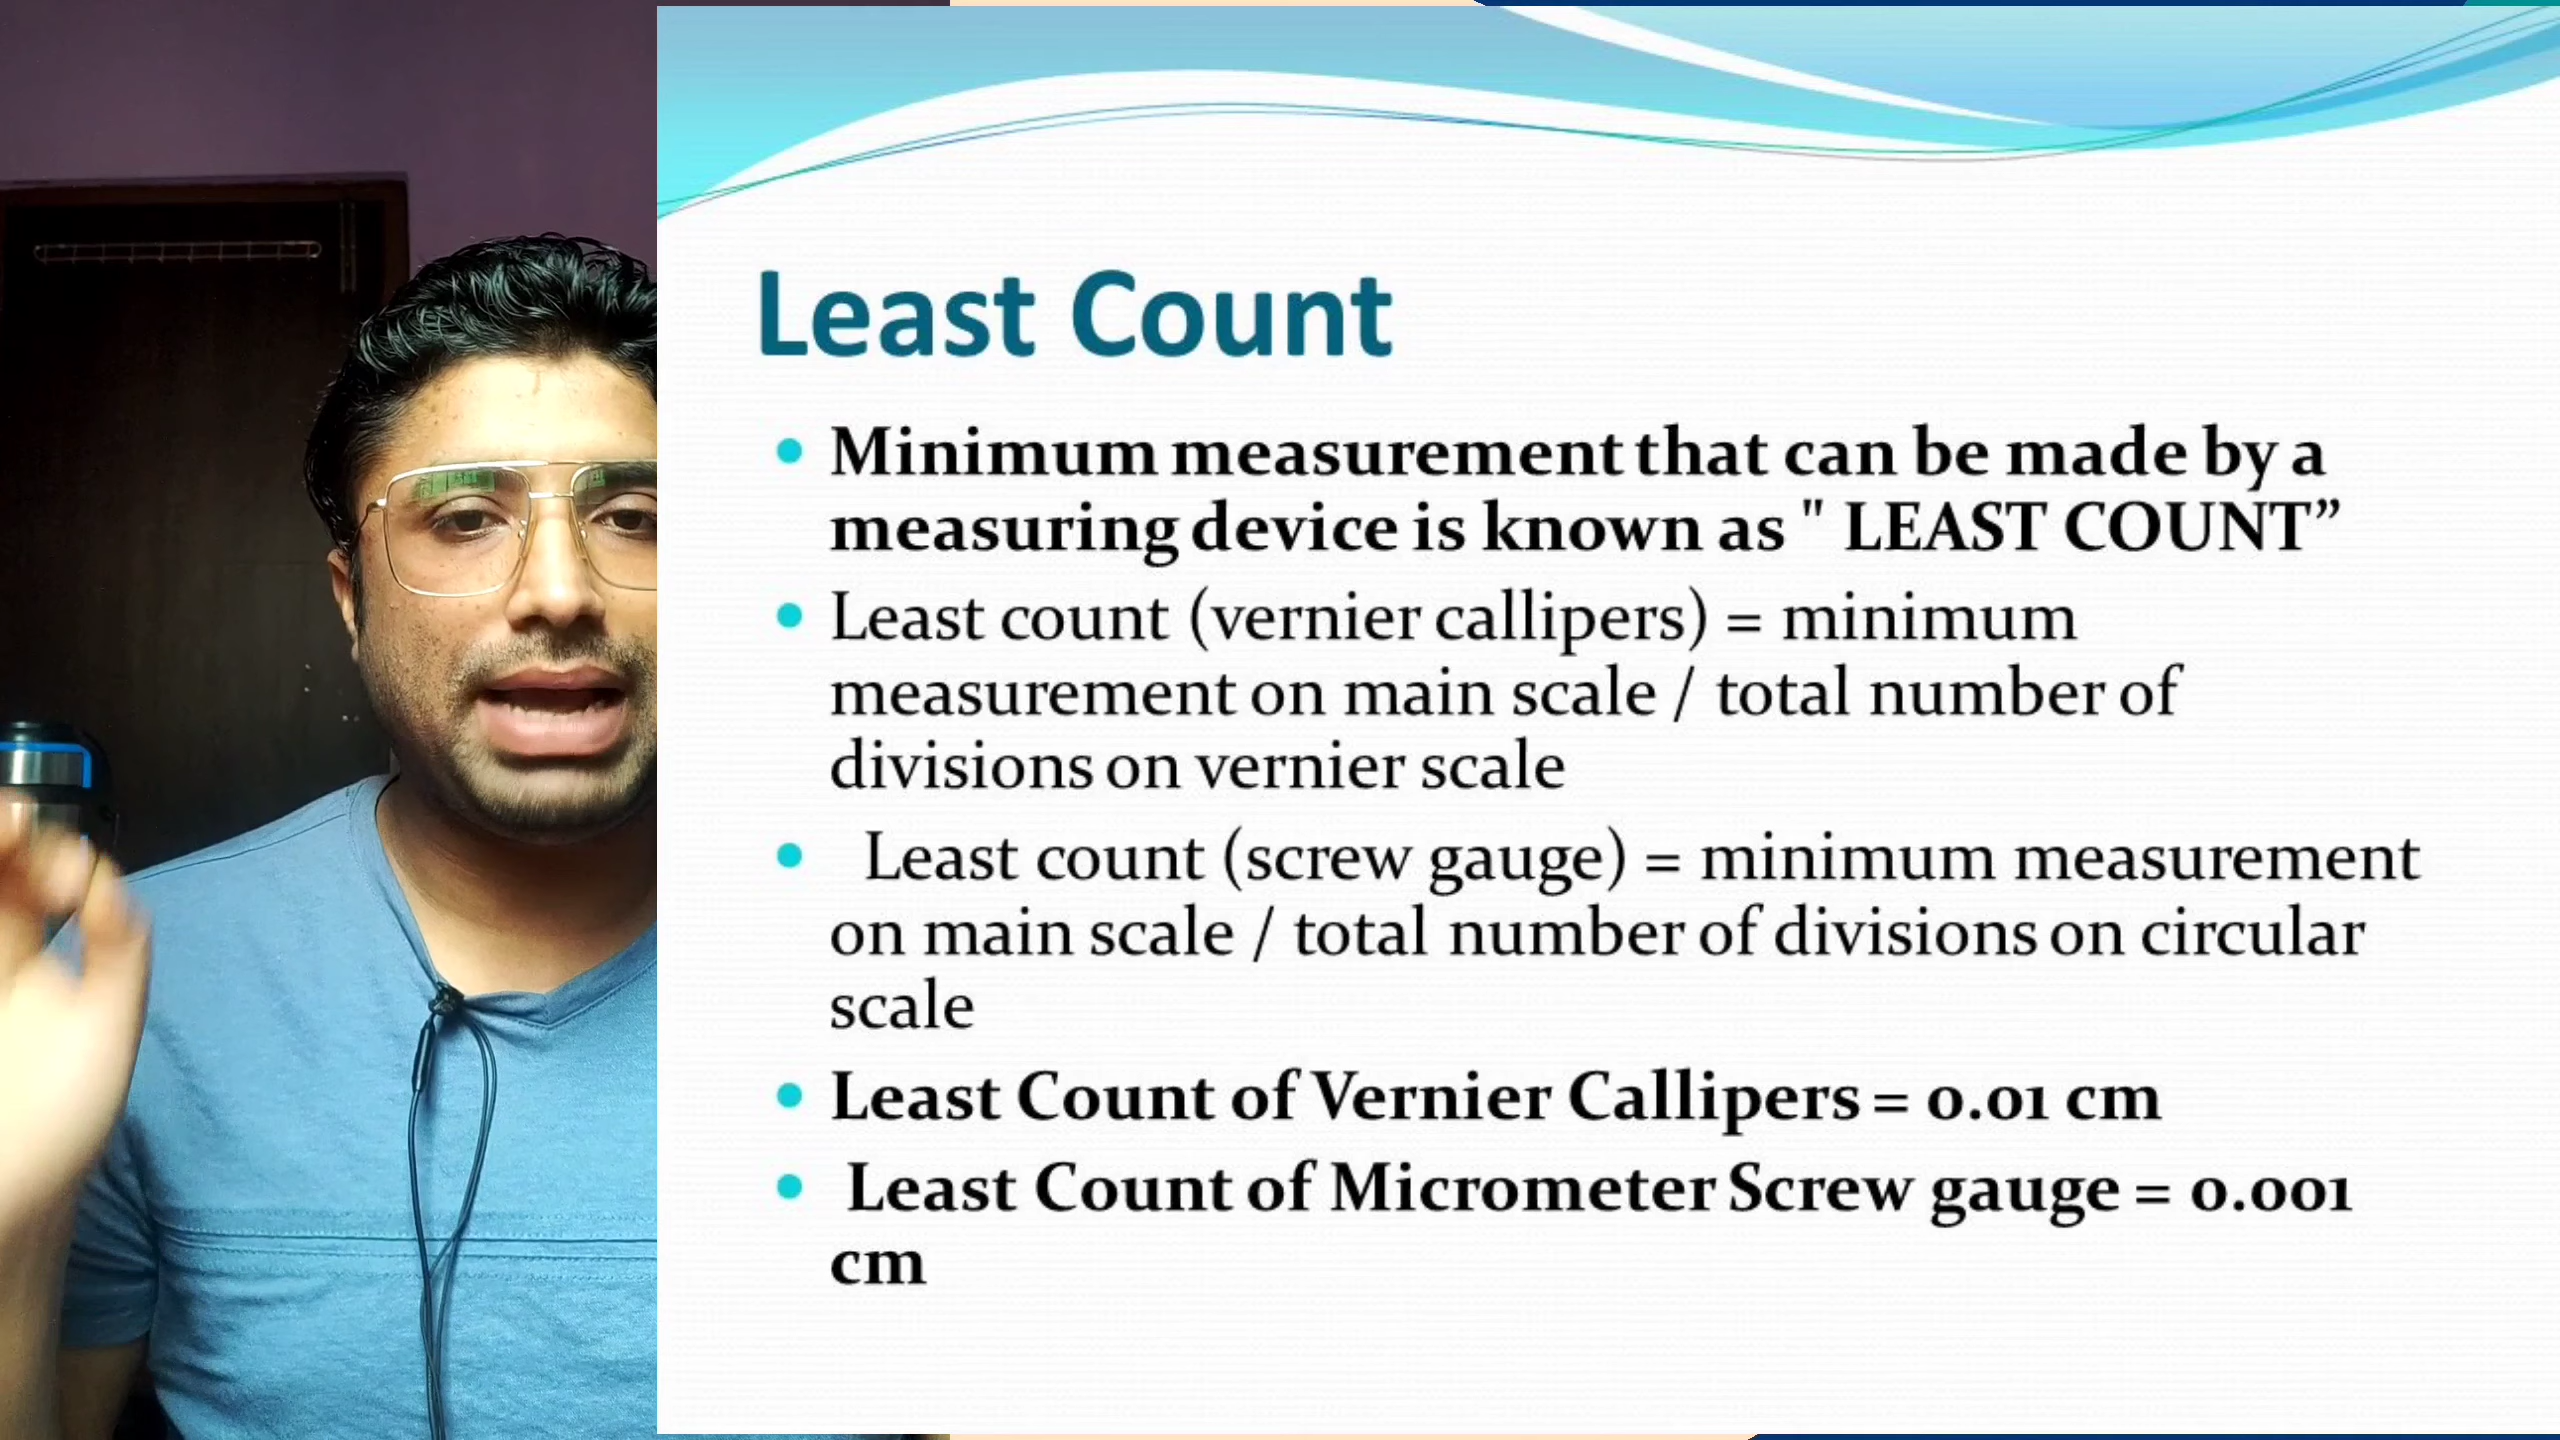 Least Count
Minimum measurement that can be made by a
measuring device is known as " LEAST COUNT”
Least count (vernier callipers) = minimum
measurement on main scale / total number of
divisions on vernier scale
Least count (screw gauge) = minimum measurement
on main scale / total number of divisions on circular
scale
Least Count of Vernier Callipers = 0.01 cm
Least Count of Micrometer Screw gauge = 0.001
cm